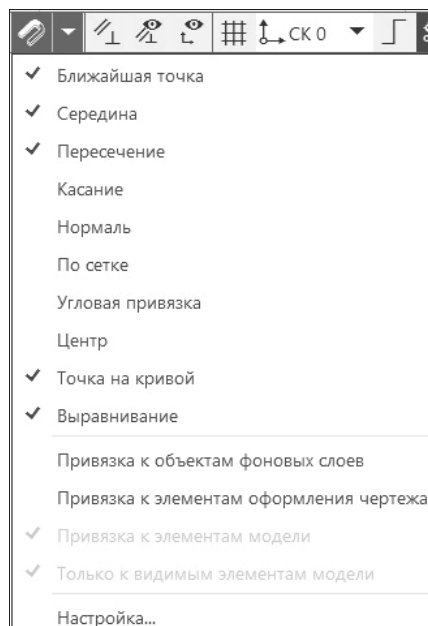 СК 0
Ближайшая точка
Середина
Пересечение
Касание
Нормаль
По сетке
Угловая привязка
Центр
Точка на кривой
Выравнивание
Привязка к объектам фоновых слоев
Привязка к элементам оформления чертежа
Привязка к элементам модели
Только к видимым элементам модели
Настройка...